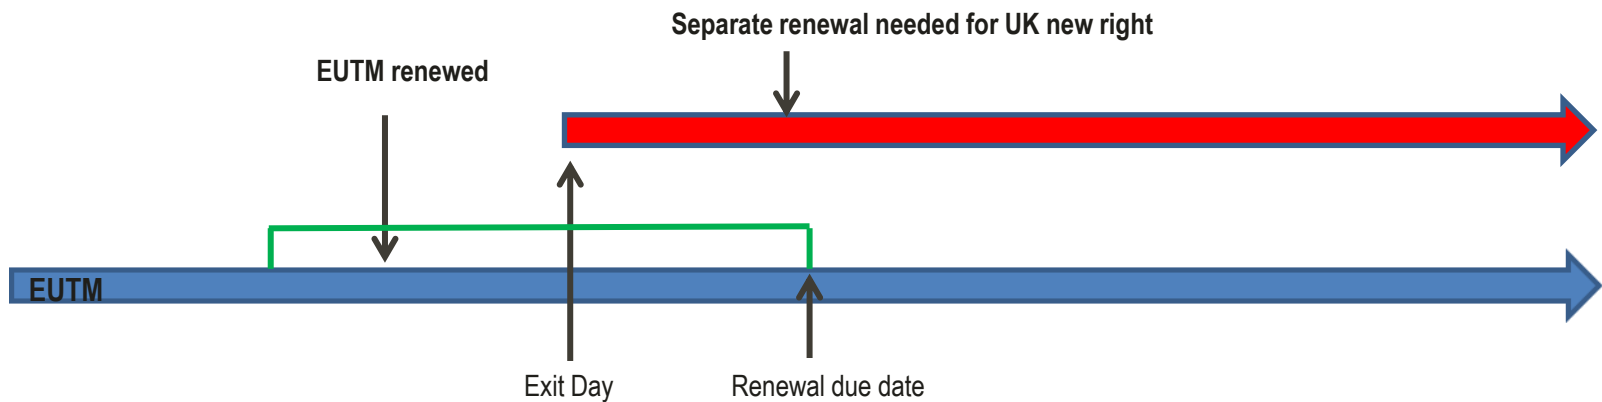 Separate renewal needed for UK new right
EUTM renewed
EUTM
Exit Day
Renewal due date